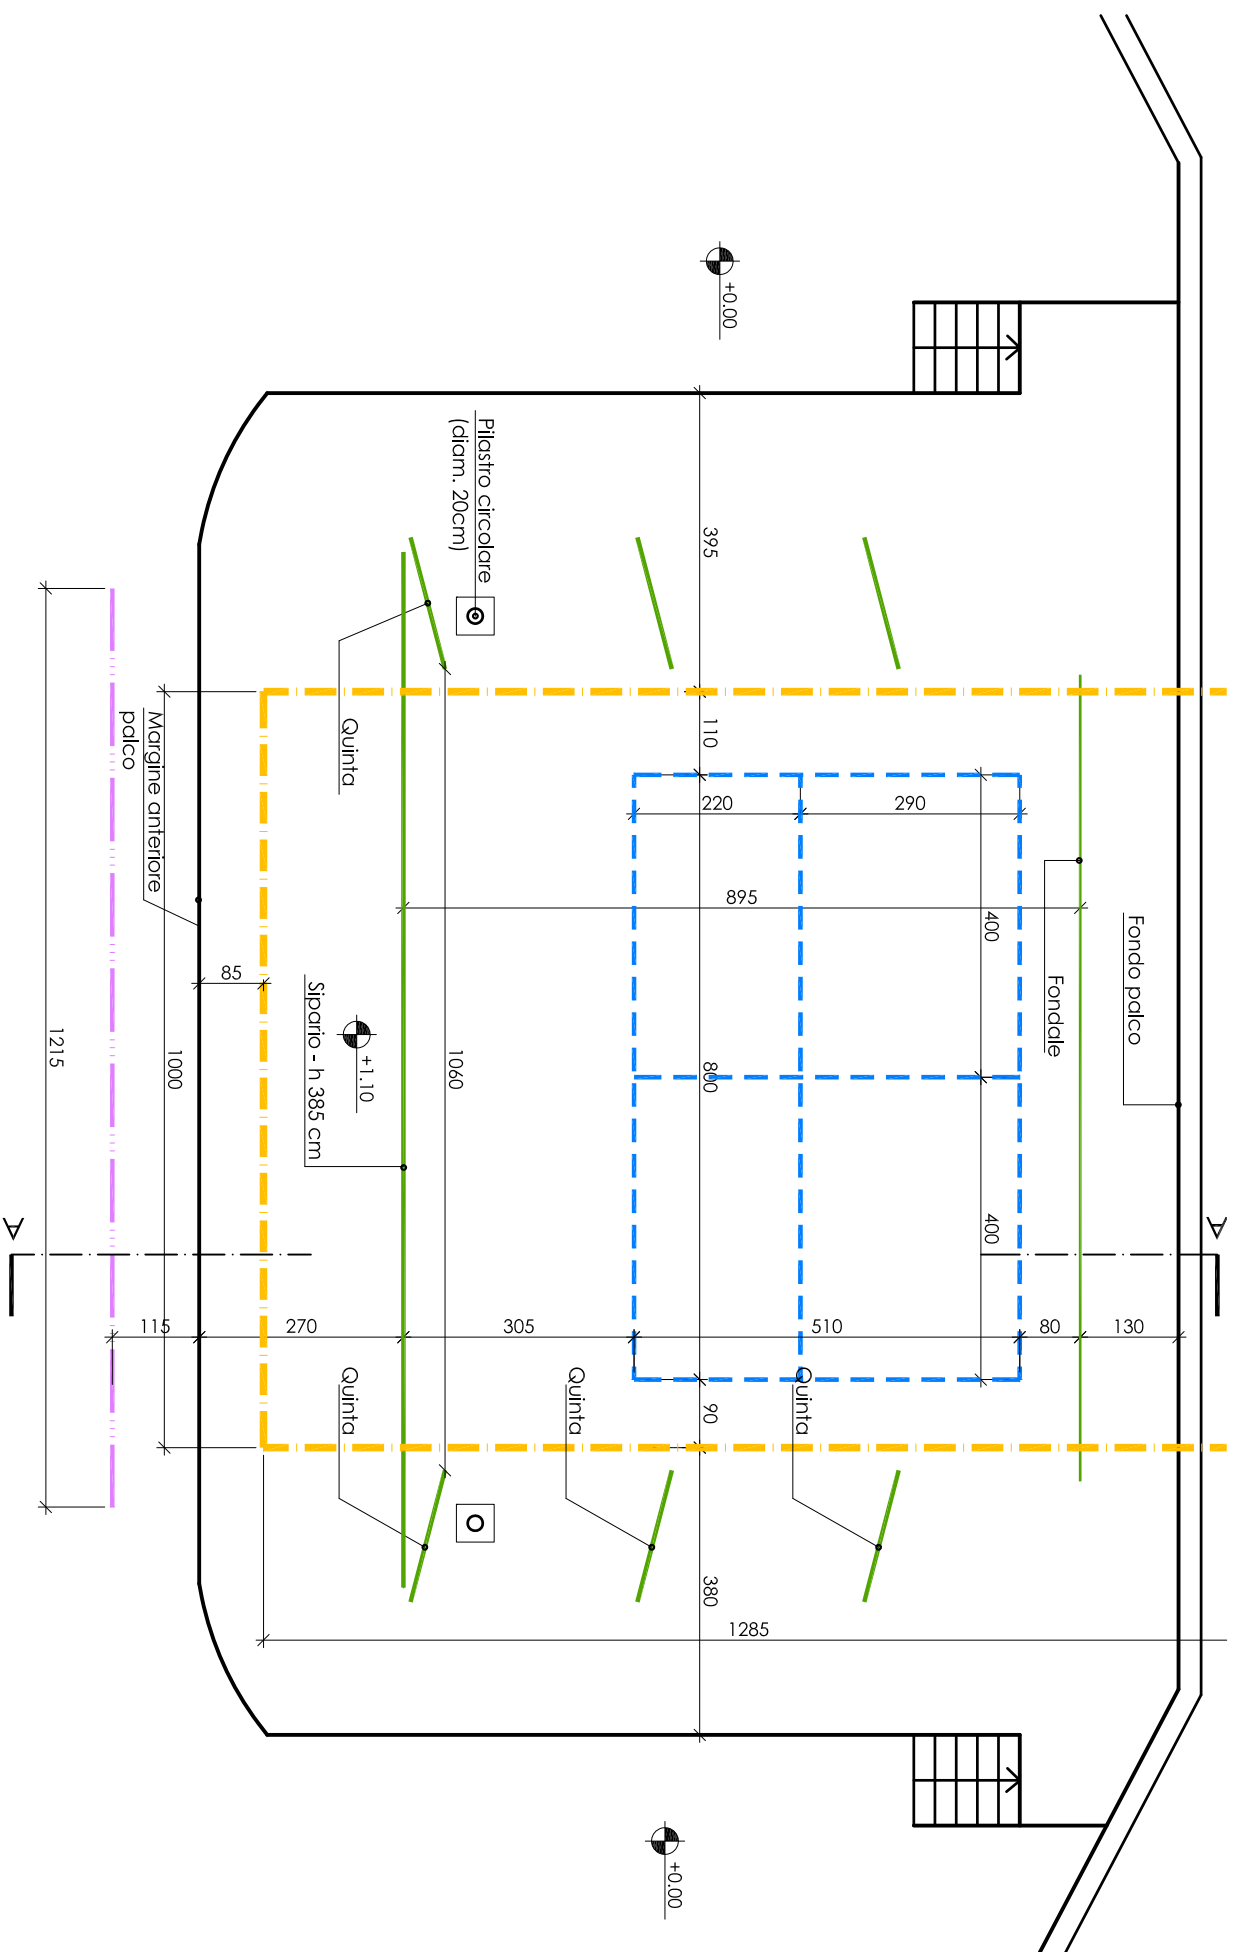 +0.00
395
Pilastro circolare
(diam. 20cm)
Quinta
110
220
290
Margine anteriore
palco
895
400
Fondo palco
Fondale
85
Sipario - h 385 cm
+1.10
1060
800
1000
1215
A
A
400
115
270
305
510
80
130
Quinta
Quinta
Quinta
90
380
1285
+0.00